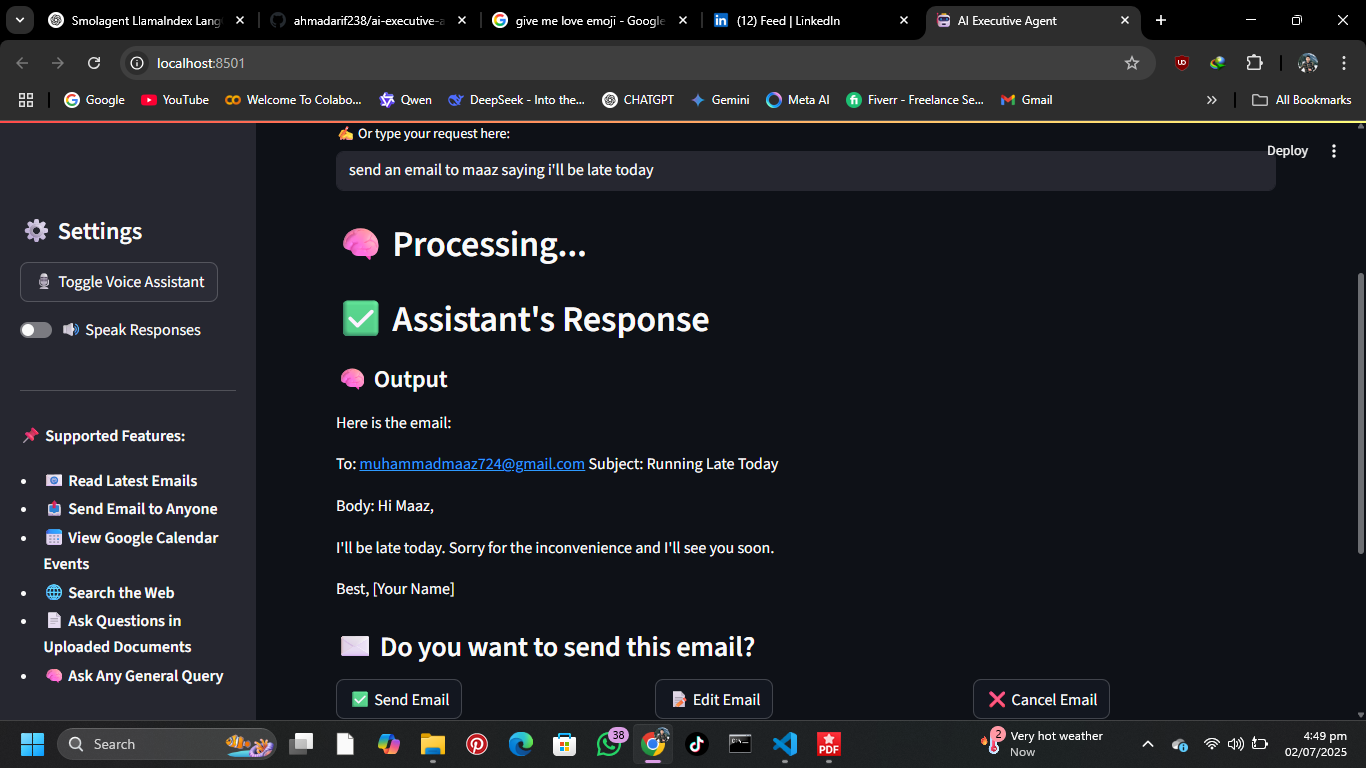 Smolagent LlamaIndex Lang
ahmadarif238/ai-executive-a
give me love emoji - Google
(12) Feed | LinkedIn
AI Executive Agent
localhost:8501
Google
YouTube
Welcome To Colabo...
Qwen
DeepSeek - Into the...
CHATGPT
Gemini
Meta AI
Fiverr - Freelance Se...
Gmail
All Bookmarks
✍️ Or type your request here:
Deploy
send an email to maaz saying i'll be late today
⚙️ Settings
🎙️ Toggle Voice Assistant
🔊 Speak Responses
📌 Supported Features:
• 📧 Read Latest Emails
• 📤 Send Email to Anyone
• 📅 View Google Calendar
Events
• 🌐 Search the Web
• 📄 Ask Questions in
Uploaded Documents
• 🧠 Ask Any General Query
🧠 Processing...
✅ Assistant's Response
🧠 Output
Here is the email:
To: muhammadmaaz724@gmail.com Subject: Running Late Today
Body: Hi Maaz,
I'll be late today. Sorry for the inconvenience and I'll see you soon.
Best, [Your Name]
✉️ Do you want to send this email?
✅ Send Email
📝 Edit Email
❌ Cancel Email
Search
38
PDF
2
Very hot weather
Now
4:49 pm
02/07/2025